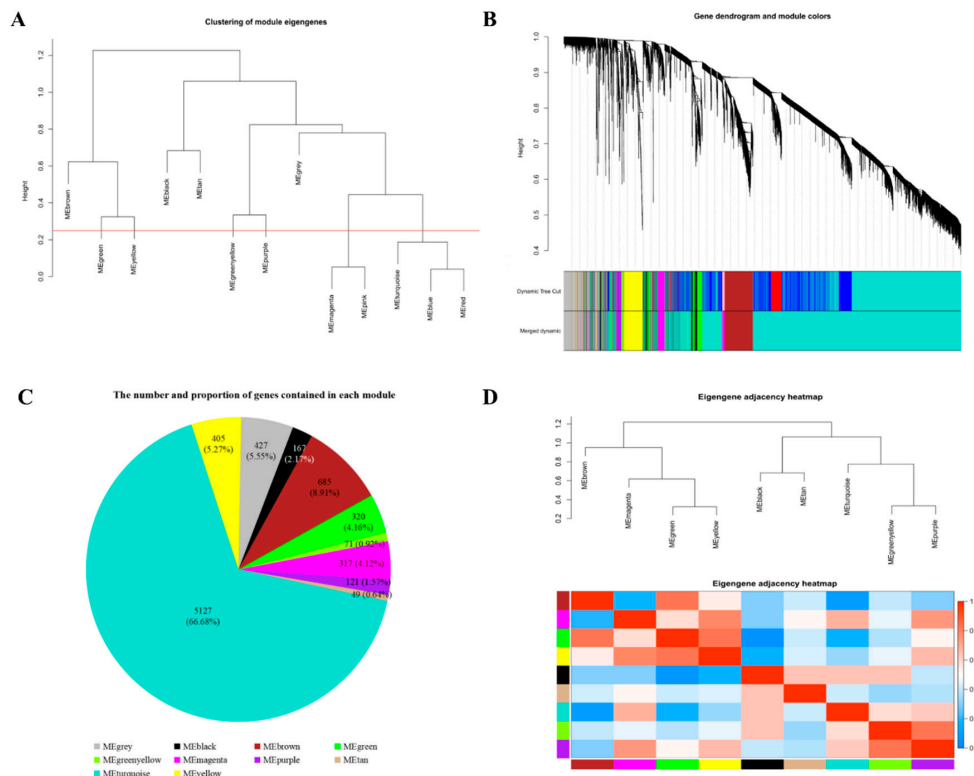 A
Clustering of module eigengenes
Height
0.0
0.2
0.4
0.6
0.8
1.0
1.2
MEbrown
MEgreen
MEyellow
MEblack
MEtan
MEgreenyellow
MEpurple
MEgrey
MEmagenta
MEpink
MEturquoise
MEblue
MEred
B
Gene dendrogram and module colors
Height
1.0
0.9
0.8
0.7
0.6
0.5
0.4
Dynamic Tree Cut
Merged dynamic
C
The number and proportion of genes contained in each module
405
(5.27%)
427
(5.55%)
167
(2.17%)
685
(8.91%)
320
(4.16%)
71 (0.92%)
317 (4.12%)
121 (1.57%)
49 (0.64%)
5127
(66.68%)
MEgrey
MEblack
MEbrown
MEgreen
MEgreenyellow
MEmagenta
MEpurple
MEtan
MEturquoise
MEyellow
D
Eigengene adjacency heatmap
0.2
0.4
0.6
0.8
1.0
1.2
MEbrown
MEmagenta
MEgreen
MEyellow
MEblack
MEtan
MEturquoise
MEgreenyellow
MEpurple
Eigengene adjacency heatmap
1
0
0
0
0
0